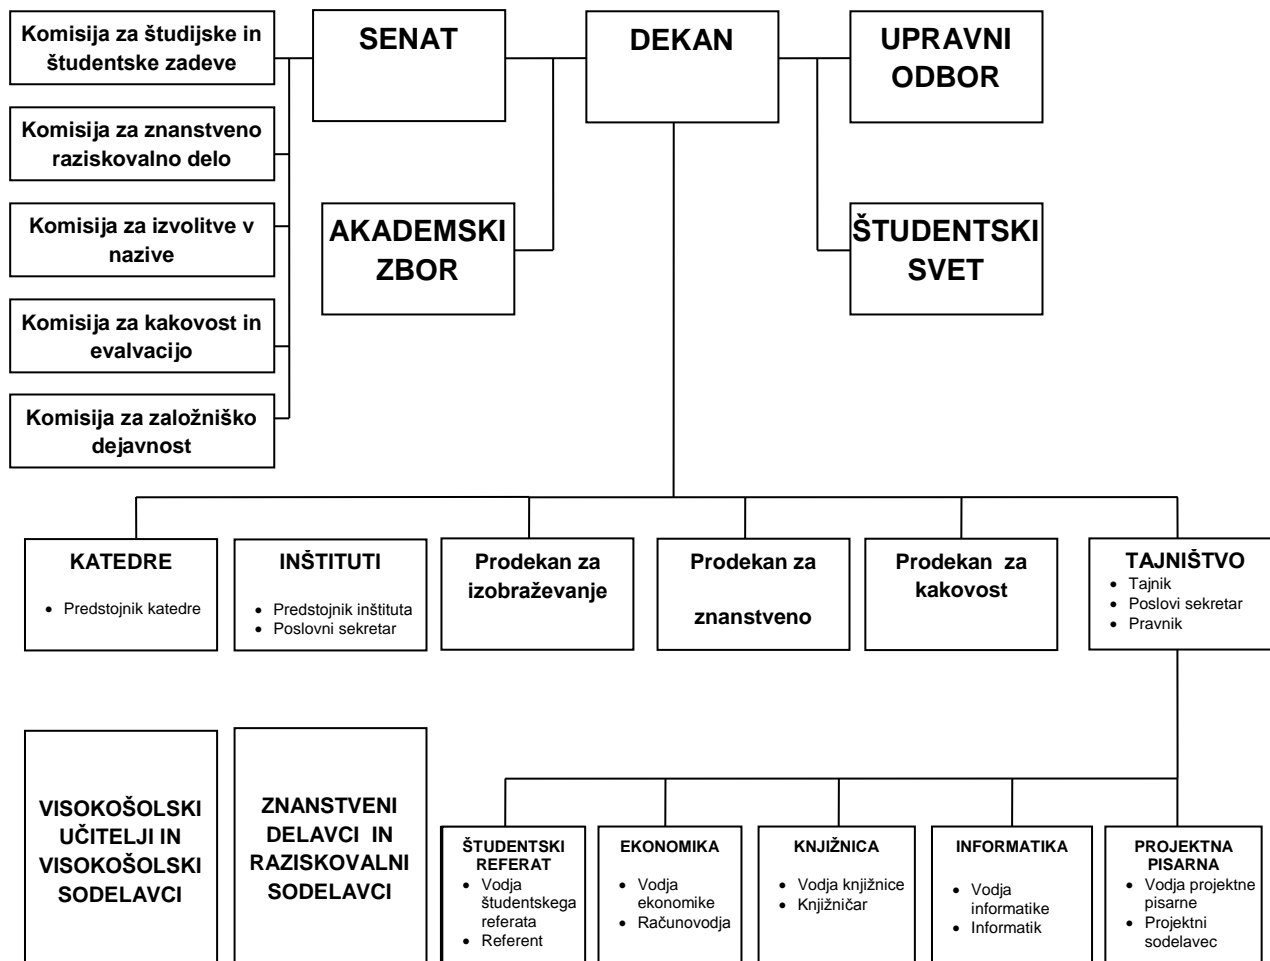 Komisija za študijske in
študentske zadeve
SENAT
DEKAN
UPRAVNI
ODBOR
Komisija za znanstveno
raziskovalno delo
Komisija za izvolitve v
nazive
AKADEMSKI
ZBOR
ŠTUDENTSKI
SVET
Komisija za kakovost in
evalvacijo
Komisija za založniško
dejavnost
KATEDRE
• Predstojnik katedre
INŠTITUTI
• Predstojnik inštituta
• Poslovni sekretar
Prodekan za
izobraževanje
Prodekan za
znanstveno
Prodekan za
kakovost
TAJNIŠTVO
• Tajnik
• Poslovi sekretar
• Pravnik
VISOKOŠOLSKI
UČITELJI IN
VISOKOŠOLSKI
SODELAVCI
ZNANSTVENI
DELAVCI IN
RAZISKOVALNI
SODELAVCI
ŠTUDENTSKI
REFERAT
• Vodja
študentskega
referata
• Referent
EKONOMIKA
• Vodja
ekonomike
• Računovodja
KNJIŽNICA
• Vodja knjižnice
• Knjižničar
INFORMATIKA
• Vodja
informatike
• Informatik
PROJEKTNA
PISARNA
• Vodja projektne
pisarne
• Projektni
sodelavec